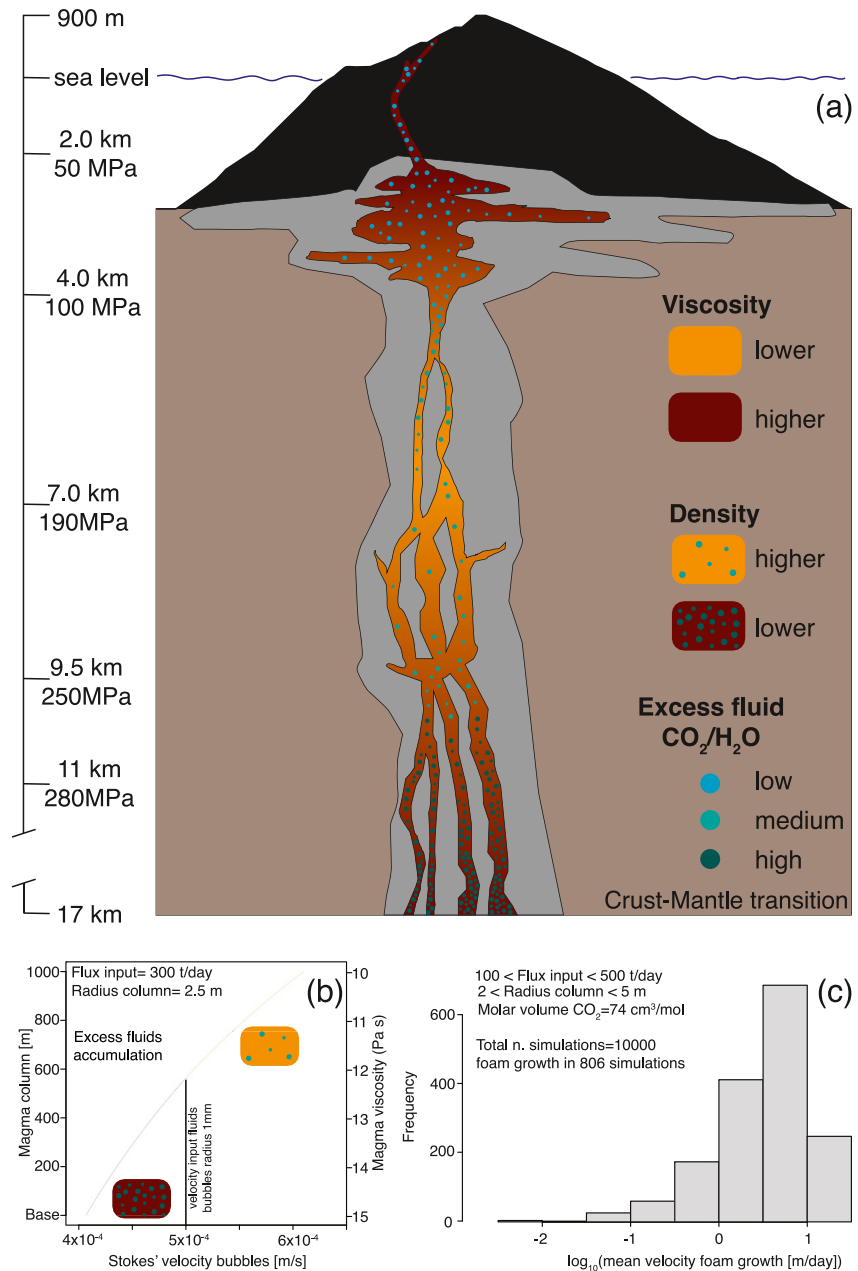 900 m
sea level
(a)
2.0 km
50 MPa
4.0 km
100 MPa
Viscosity
lower
higher
7.0 km
190MPa
Density
higher
lower
9.5 km
250MPa
Excess fluid
CO₂/H₂O
11 km
280MPa
low
medium
high
Crust-Mantle transition
17 km
(b)
Flux input= 300 t/day
Radius column= 2.5 m
Excess fluids
accumulation
velocity input fluids
bubbles radius 1mm
Magma column [m]
1000
800
600
400
200
Base
Magma viscosity (Pa s)
10
11
12
13
14
15
4x10⁻⁴
5x10⁻⁴
6x10⁻⁴
Stokes' velocity bubbles [m/s]
(c)
100 < Flux input < 500 t/day
2 < Radius column < 5 m
Molar volume CO₂=74 cm³/mol
Total n. simulations=10000
foam growth in 806 simulations
Frequency
600
400
200
0
-2
-1
0
1
log₁₀(mean velocity foam growth [m/day])